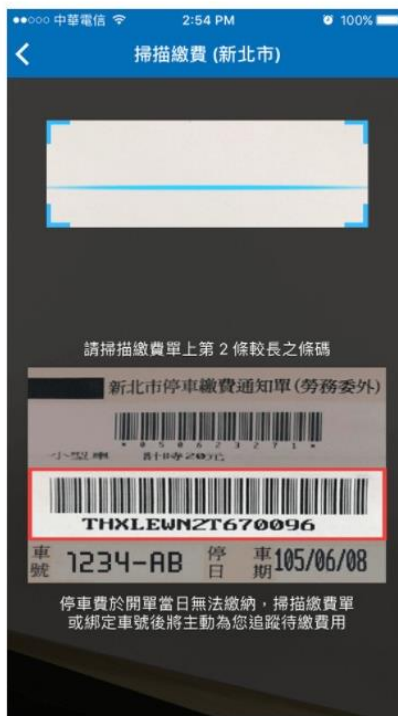 中華電信 2:54 PM 100%
掃描繳費 (新北市)
請掃描繳費單上第 2 條較長之條碼
新北市停車繳費通知單(勞務委外)
*050623271*
小型車 計時20元
THXLEWN2T670096
車號 1234-AB 停車日期 105/06/08
停車費於開單當日無法繳納，掃描繳費單
或綁定車號後將主動為您追蹤待繳費用